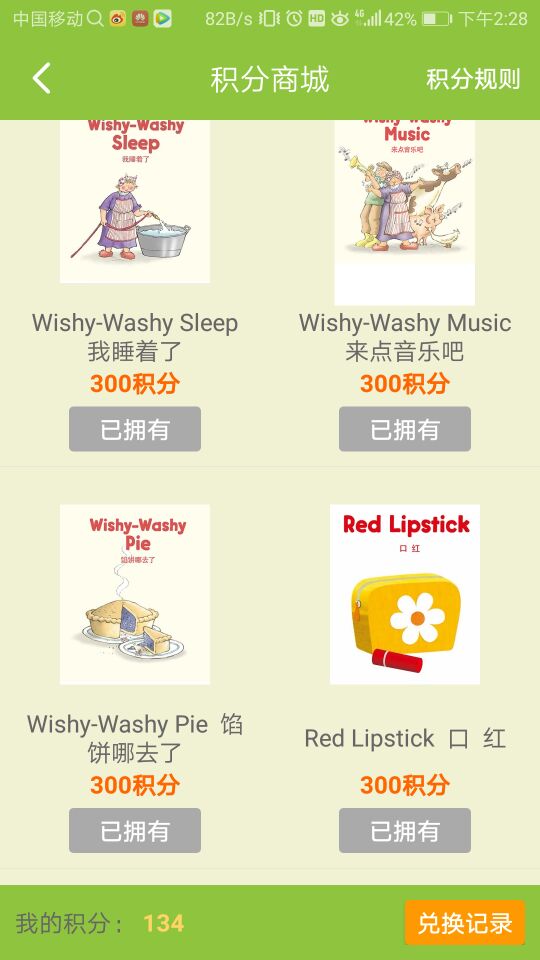 中国移动 82B/s HD 4G 42% 下午2:28
积分商城 积分规则
Wishy-Washy
Sleep
我睡着了
Wishy-Washy
Music
来点音乐吧
Wishy-Washy Sleep
我睡着了
300积分
已拥有
Wishy-Washy Music
来点音乐吧
300积分
已拥有
Wishy-Washy
Pie
馅饼哪去了
Red Lipstick
口 红
Wishy-Washy Pie 馅
饼哪去了
300积分
已拥有
Red Lipstick 口 红
300积分
已拥有
我的积分： 134 兑换记录